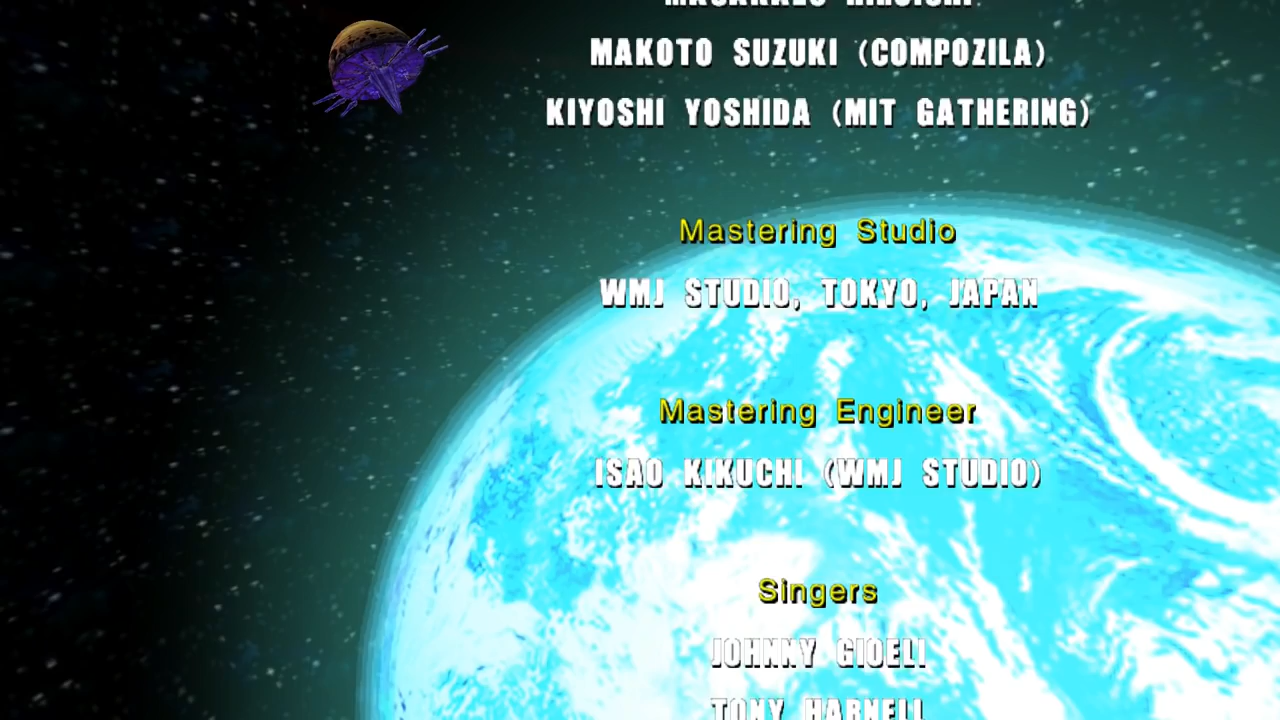 MAKOTO SUZUKI (COMPOZILA)
KIYOSHI YOSHIDA (MIT GATHERING)
Mastering Studio
WMJ STUDIO, TOKYO, JAPAN
Mastering Engineer
ISAO KIKUCHI (WMJ STUDIO)
Singers
JOHNNY GIOELI
TONY HARNELL